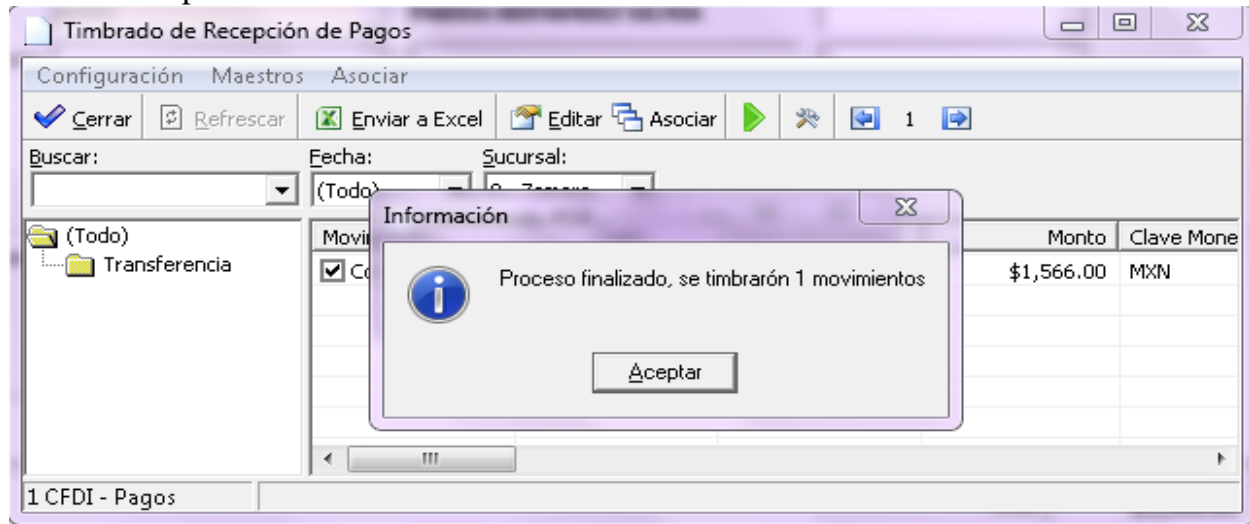 Timbrado de Recepción de Pagos
Configuración Maestros Asociar
Cerrar Refrescar Enviar a Excel Editar Asociar 1
Buscar: Fecha: Sucursal:
(Todo)
Información
(Todo) Monto Clave Mone
Transferencia $1,566.00 MXN
Proceso finalizado, se timbrarón 1 movimientos
Aceptar
1 CFDI - Pagos